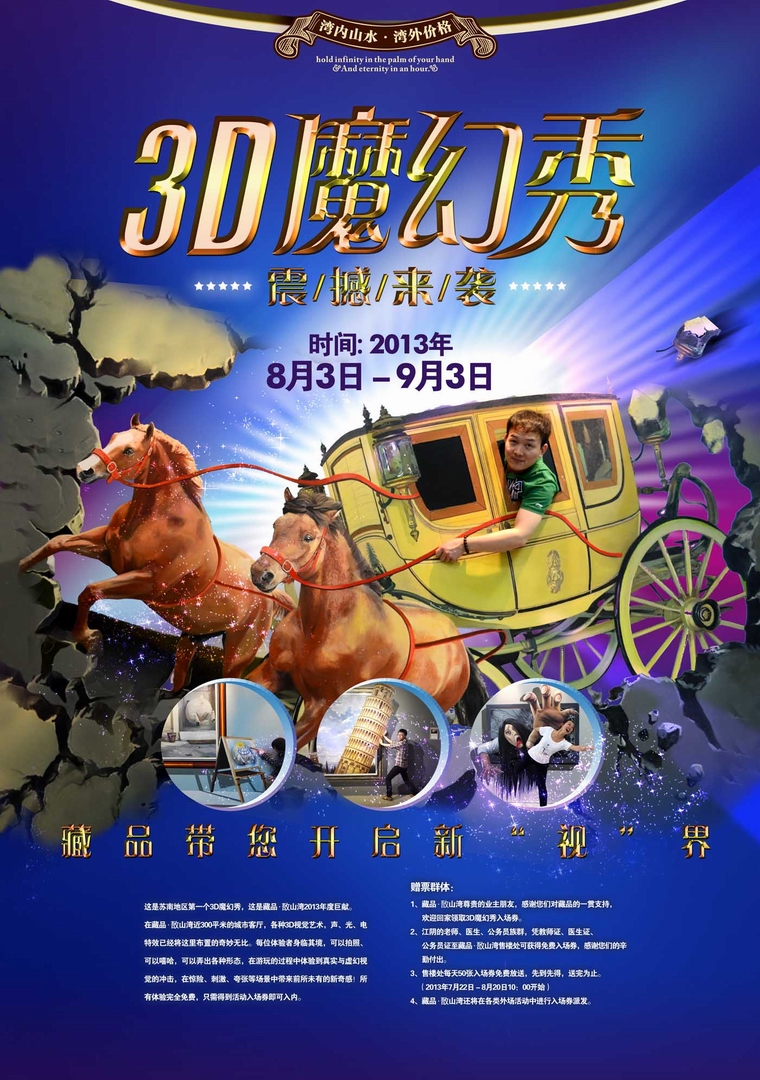 湾内山水 · 湾外价格
hold infinity in the palm of your hand
And eternity in an hour.
3D魔幻秀
震/撼/来/袭
时间: 2013年
8月3日 – 9月3日
藏品带您开启新“视”界
这是苏南地区第一个3D魔幻秀，这是藏品·敔山湾2013年度巨献。
在藏品·敔山湾近300平米的城市客厅，各种3D视觉艺术，声、光、电
特效已经将这里布置的奇妙无比。每位体验者身临其境，可以拍照、
可以嘻哈，可以弄出各种形态，在游玩的过程中体验到真实与虚幻视
觉的冲击，在惊险、刺激、夸张等场景中带来前所未有的新奇感！所
有体验完全免费，只需得到活动入场券即可入内。
赠票群体：
1、藏品·敔山湾尊贵的业主朋友，感谢您们对藏品的一贯支持，
欢迎回家领取3D魔幻秀入场券。
2、江阴的老师、医生、公务员族群，凭教师证、医生证、
公务员证至藏品·敔山湾售楼处可获得免费入场券，感谢您们的辛
勤付出。
3、售楼处每天50张入场券免费放送，先到先得，送完为止。
（2013年7月22日－8月20日10：00开始）
4、藏品·敔山湾还将在各类外场活动中进行入场券派发。